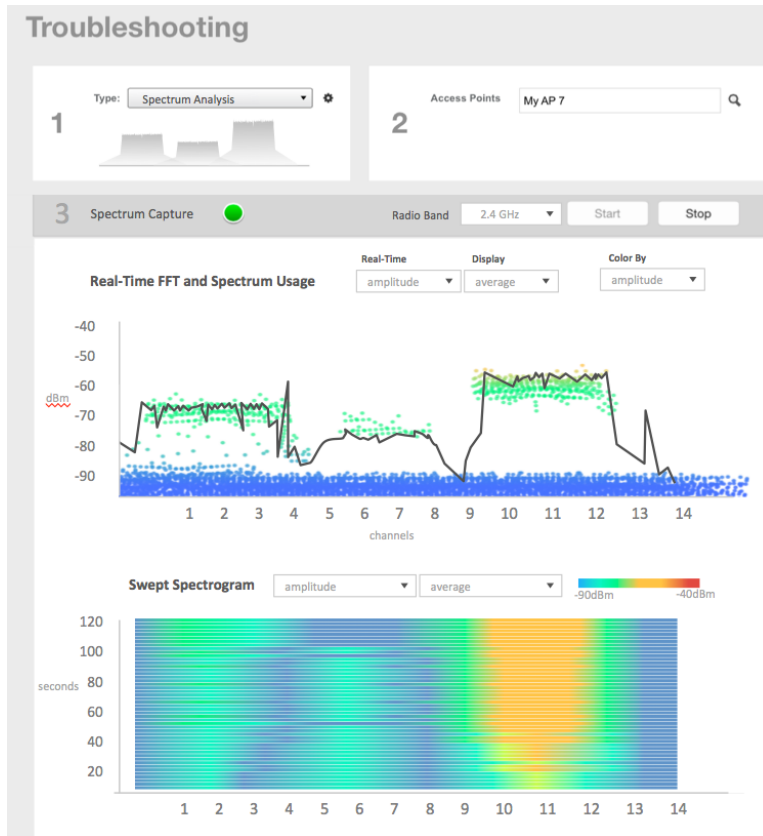 Troubleshooting
1
Type:
Spectrum Analysis
2
Access Points
My AP 7
3
Spectrum Capture
Radio Band
2.4 GHz
Start
Stop
Real-Time FFT and Spectrum Usage
Real-Time
amplitude
Display
average
Color By
amplitude
-40
-50
-60
dBm
-70
-80
-90
1 2 3 4 5 6 7 8 9 10 11 12 13 14
channels
Swept Spectrogram
amplitude
average
-90dBm -40dBm
120
100
seconds
80
60
40
20
1 2 3 4 5 6 7 8 9 10 11 12 13 14